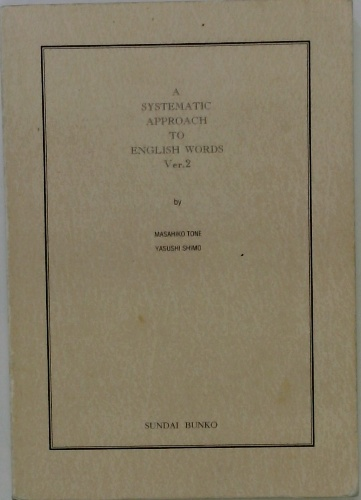 A
SYSTEMATIC
APPROACH
TO
ENGLISH WORDS
Ver.2
by
MASAHIKO TONE
YASUSHI SHIMO
SUNDAI BUNKO